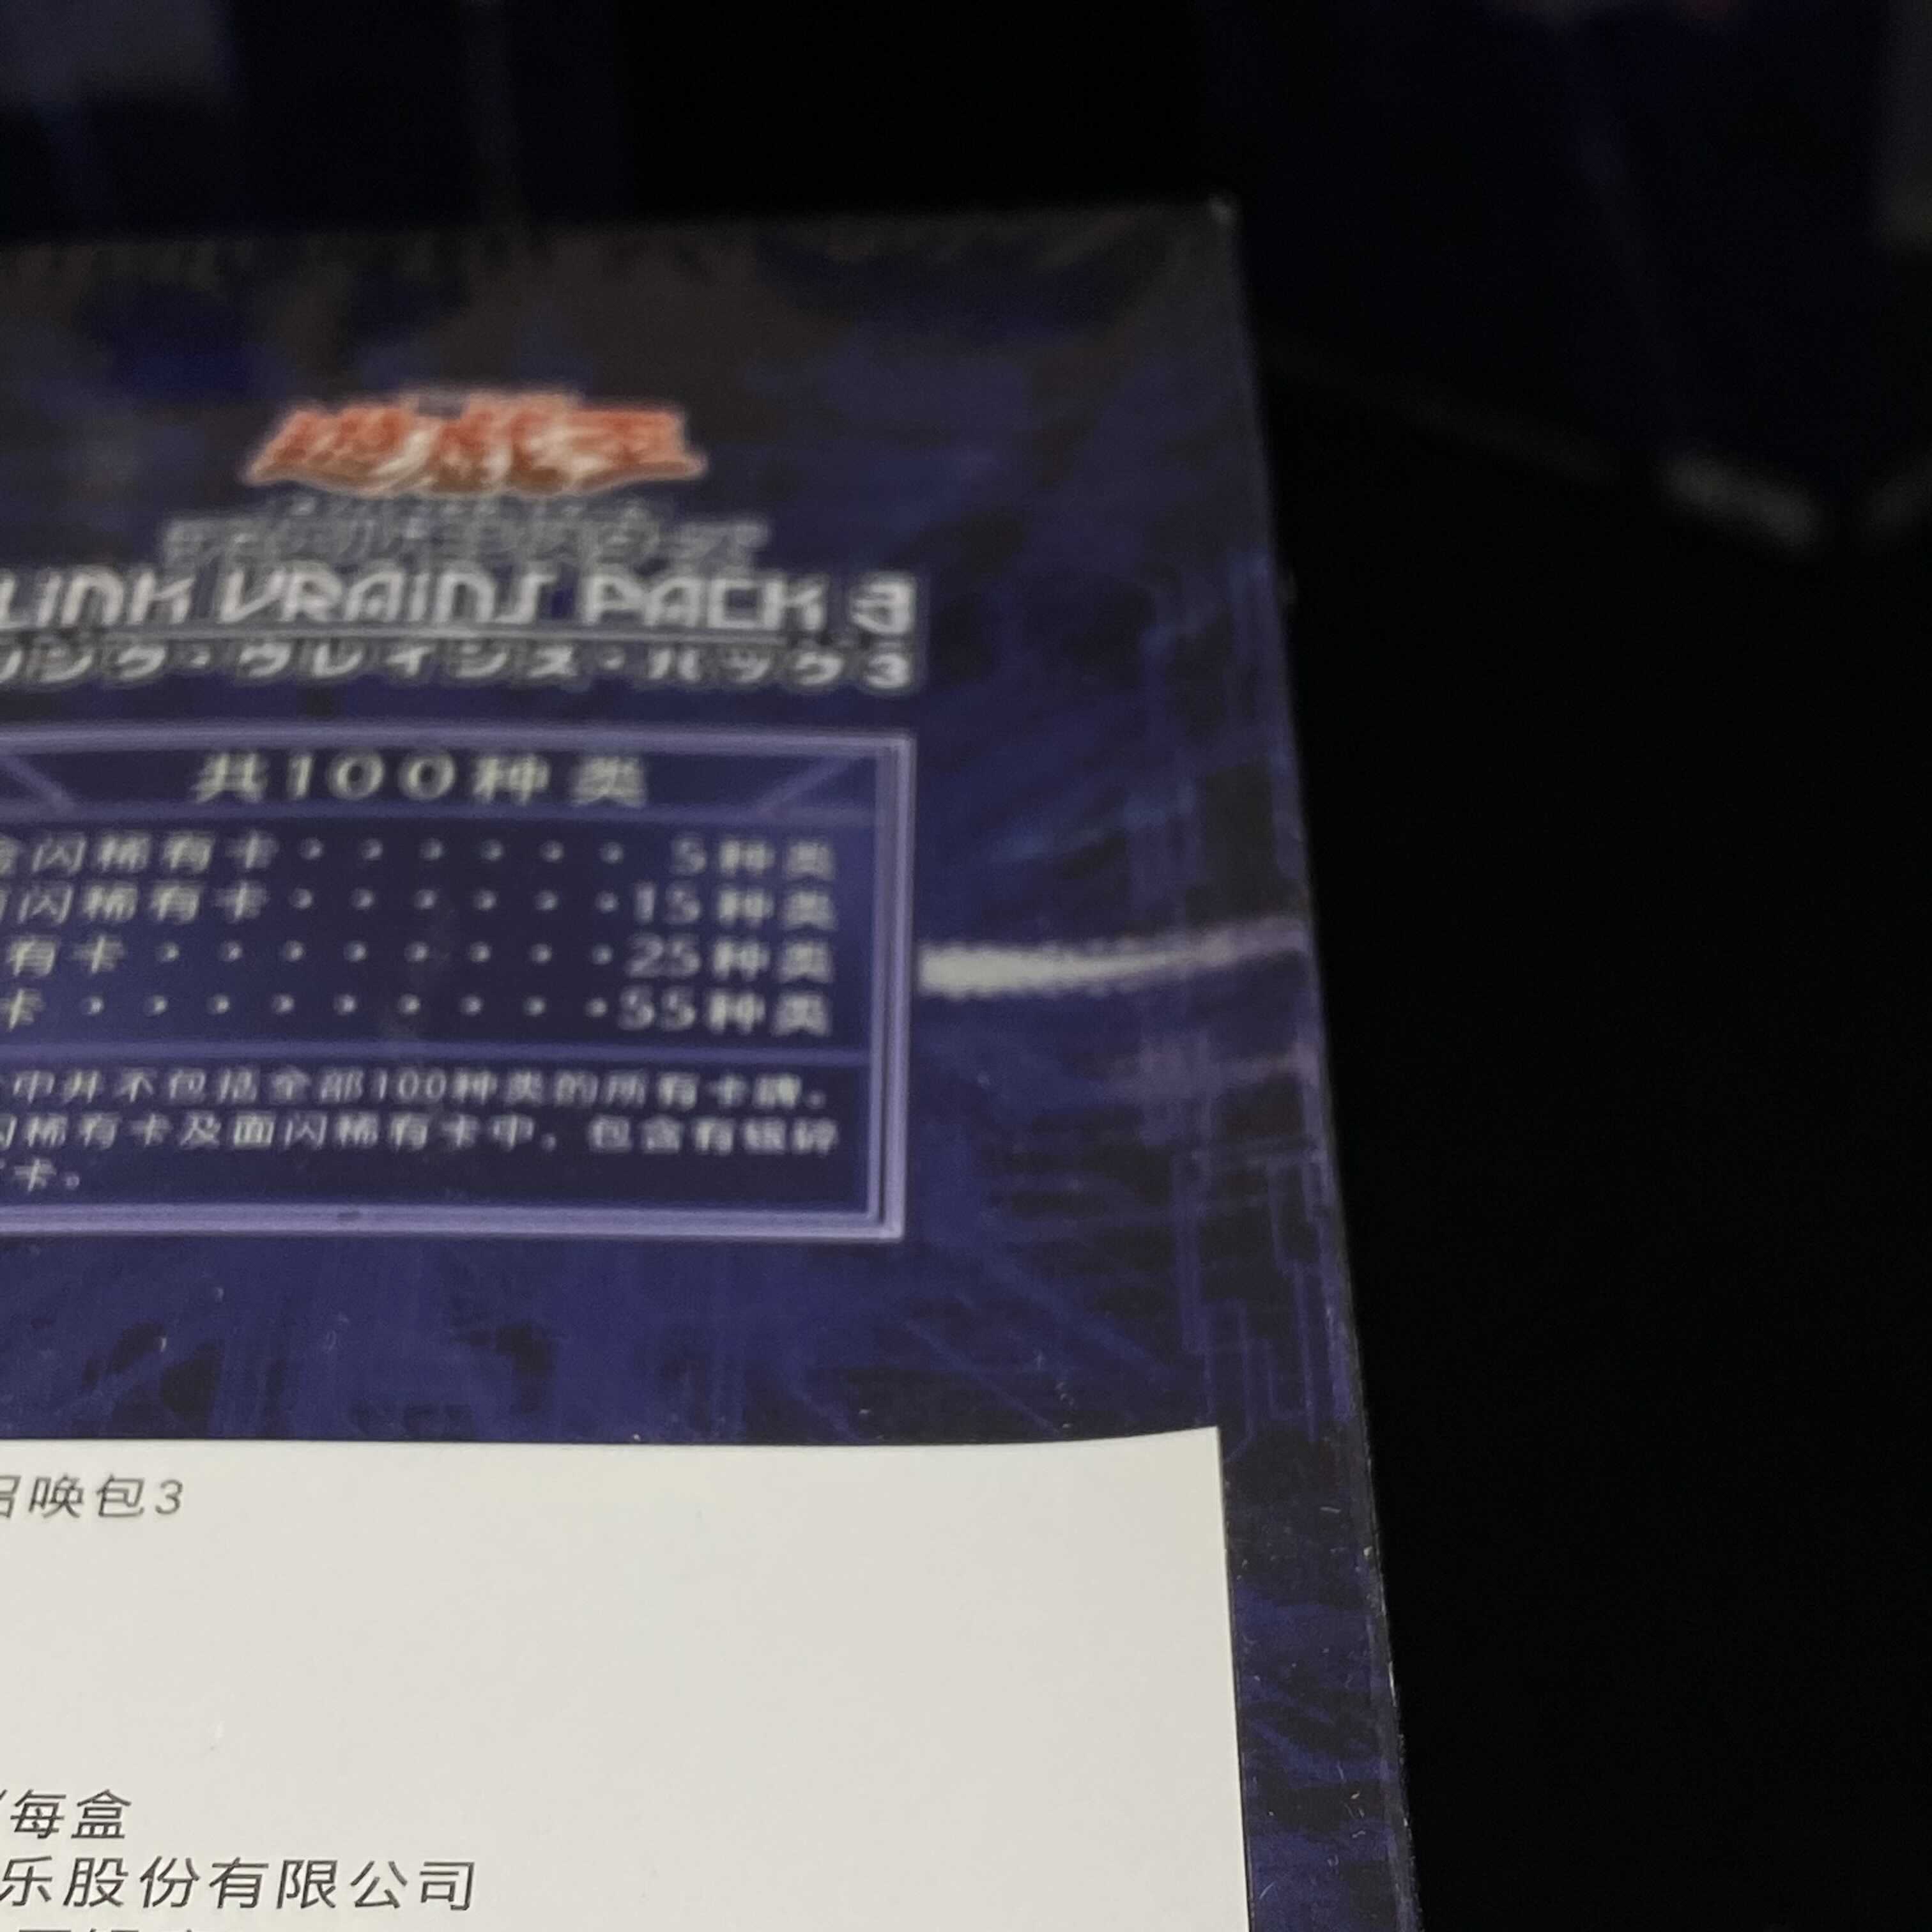 LINK VRAINS PACK 3
リンク・ヴレインズ・パック3
共100种类
闪稀有卡・・・・・・5种类
闪稀有卡・・・・・・15种类
有卡・・・・・・・・25种类
卡・・・・・・・・・55种类
中并不包括全部100种类的所有卡牌。
闪稀有卡及面闪稀有卡中，包含有银碎
卡。
召唤包3
/每盒
乐股份有限公司